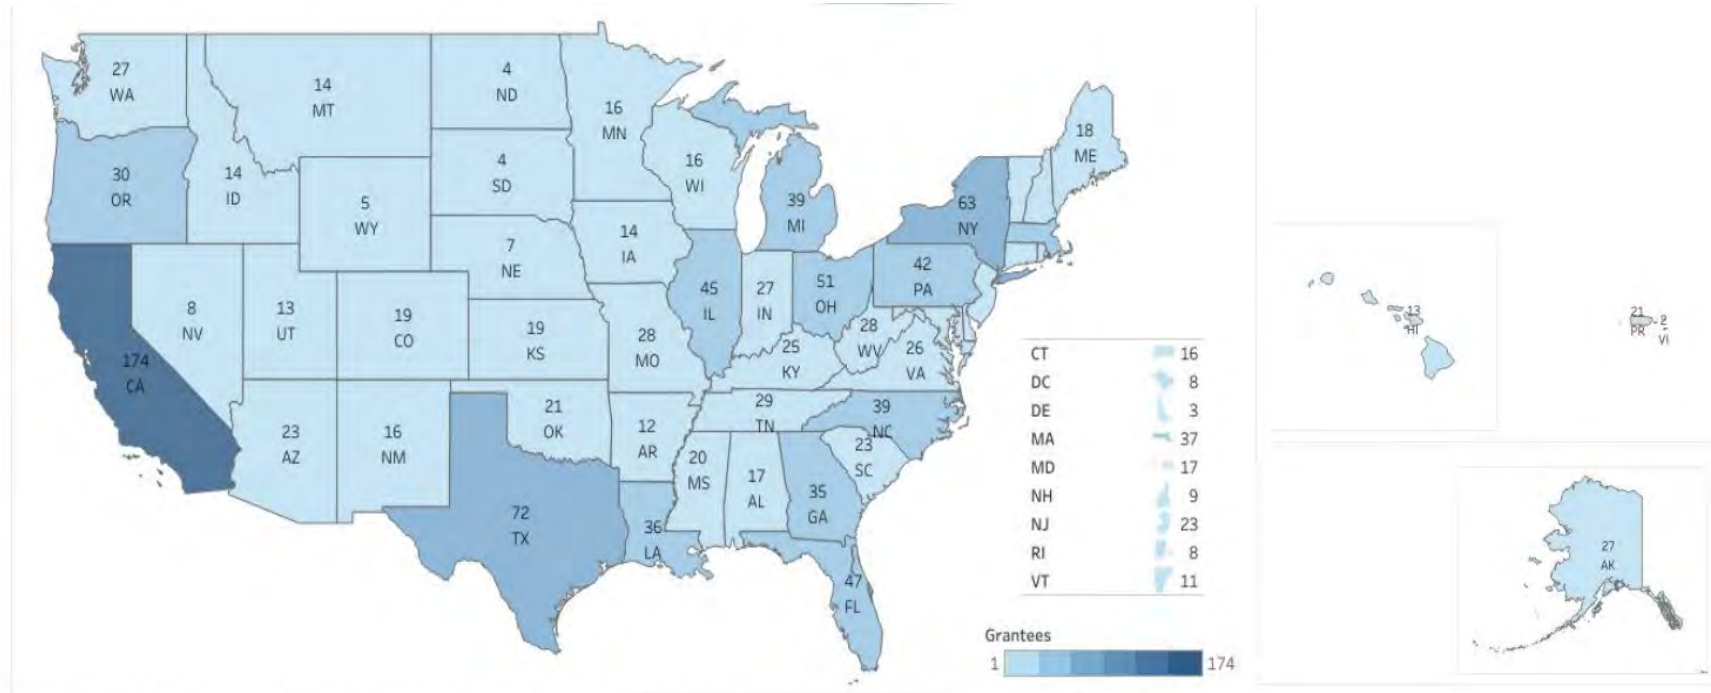 27
WA
14
MT
4
ND
16
MN
18
ME
30
OR
14
ID
5
WY
4
SD
16
WI
39
MI
63
NY
8
NV
13
UT
19
CO
7
NE
14
IA
45
IL
27
IN
51
OH
42
PA
174
CA
19
KS
28
MO
25
KY
28
WV
26
VA
23
AZ
16
NM
21
OK
12
AR
29
TN
39
NC
23
SC
72
TX
36
LA
20
MS
17
AL
35
GA
47
FL
CT 16
DC 8
DE 3
MA 37
MD 17
NH 9
NJ 23
RI 8
VT 11
Grantees
1 174
13
HI
21
PR
2
VI
27
AK